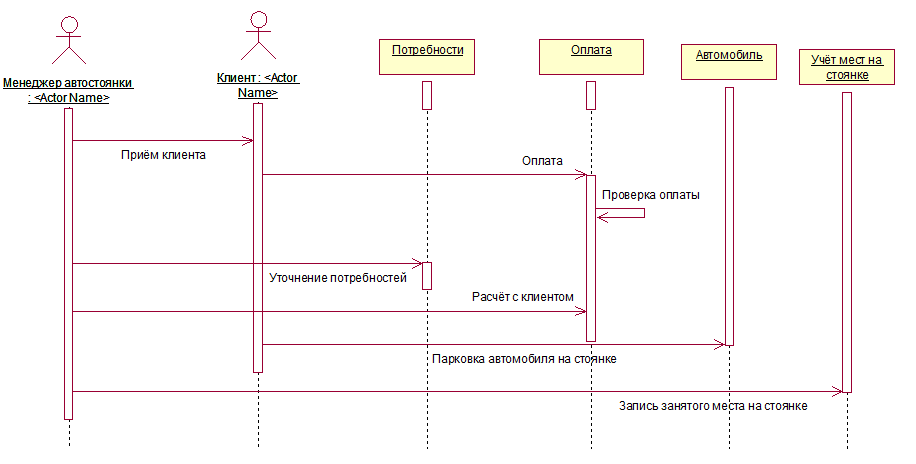 Менеджер автостоянки
: <Actor Name>
Клиент : <Actor
Name>
Потребности
Оплата
Автомобиль
Учёт мест на
стоянке
Приём клиента
Оплата
Проверка оплаты
Уточнение потребностей
Расчёт с клиентом
Парковка автомобиля на стоянке
Запись занятого места на стоянке